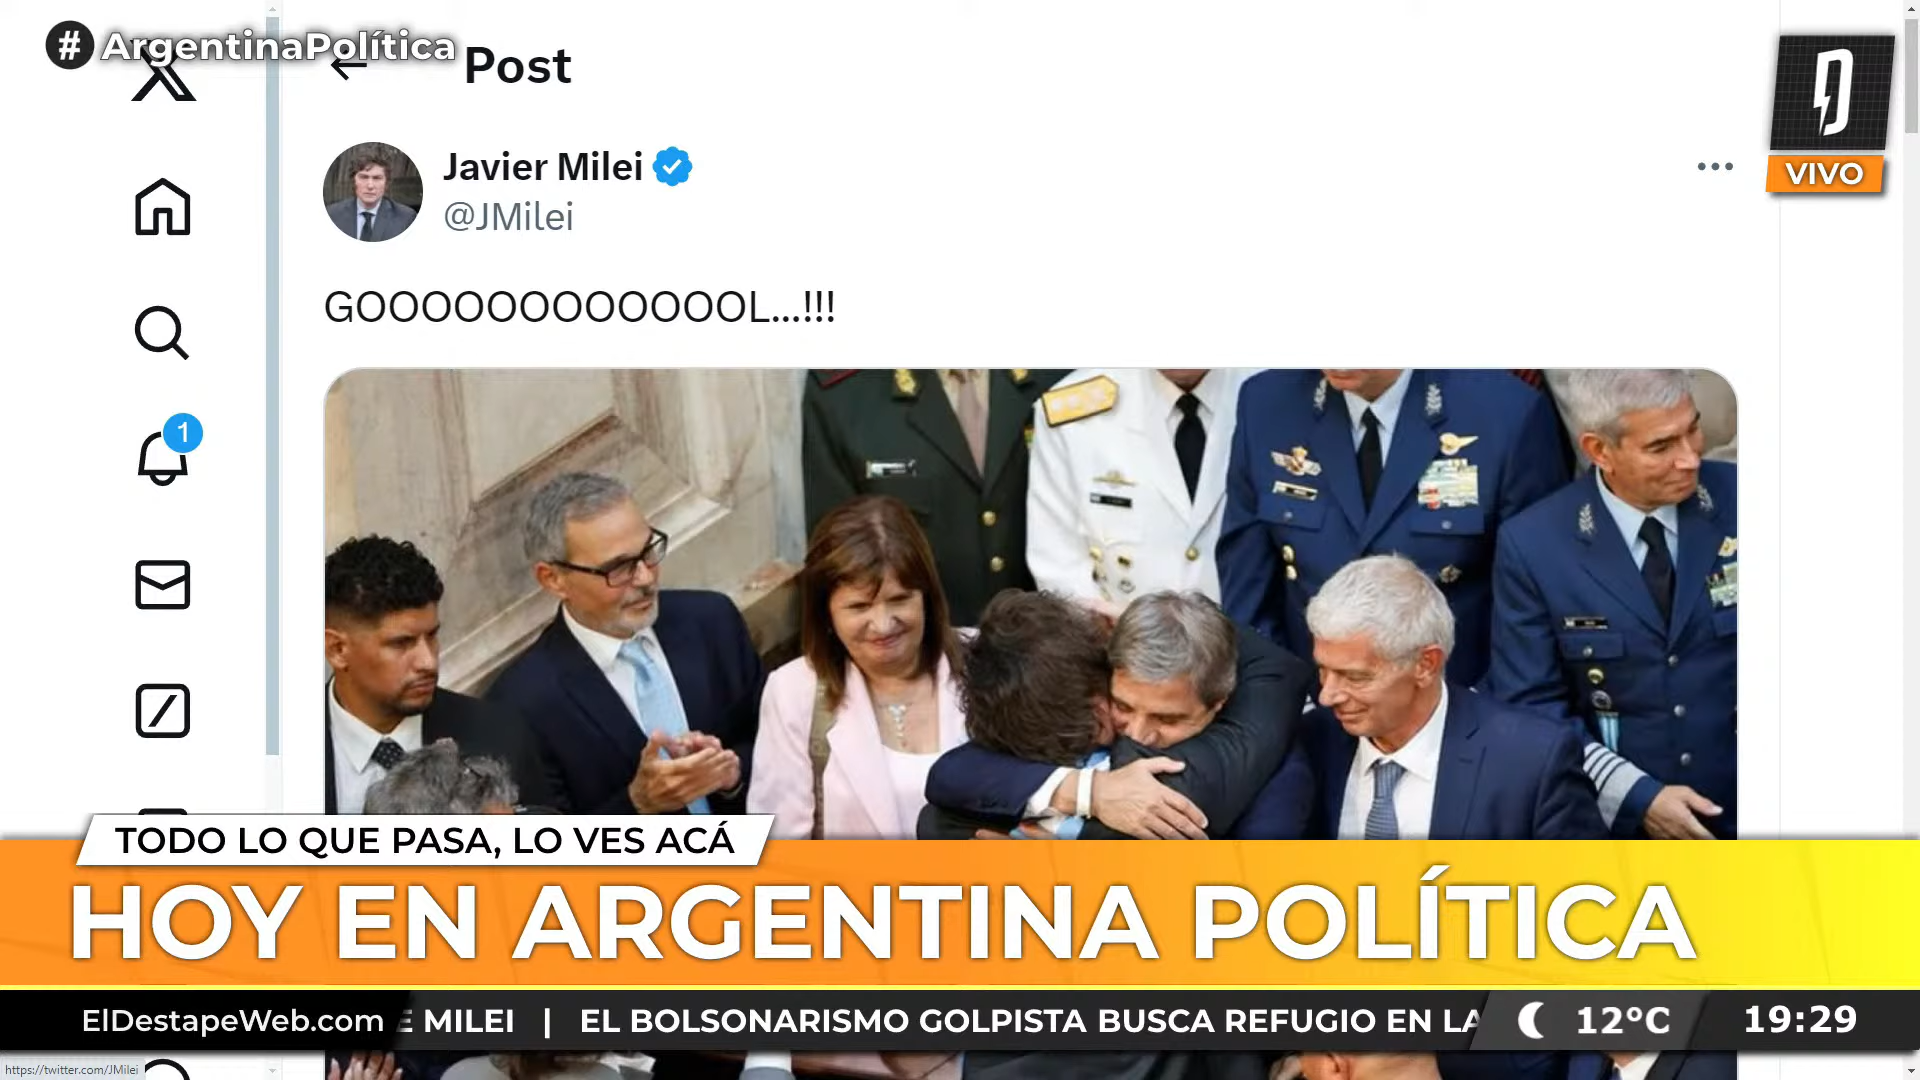 #ArgentinaPolítica
Post
Javier Milei
@JMilei
GOOOOOOOOOOOOL...!!!
VIVO
1
TODO LO QUE PASA, LO VES ACÁ
HOY EN ARGENTINA POLÍTICA
ElDestapeWeb.com
E MILEI | EL BOLSONARISMO GOLPISTA BUSCA REFUGIO EN LA
12°C
19:29
https://twitter.com/JMilei